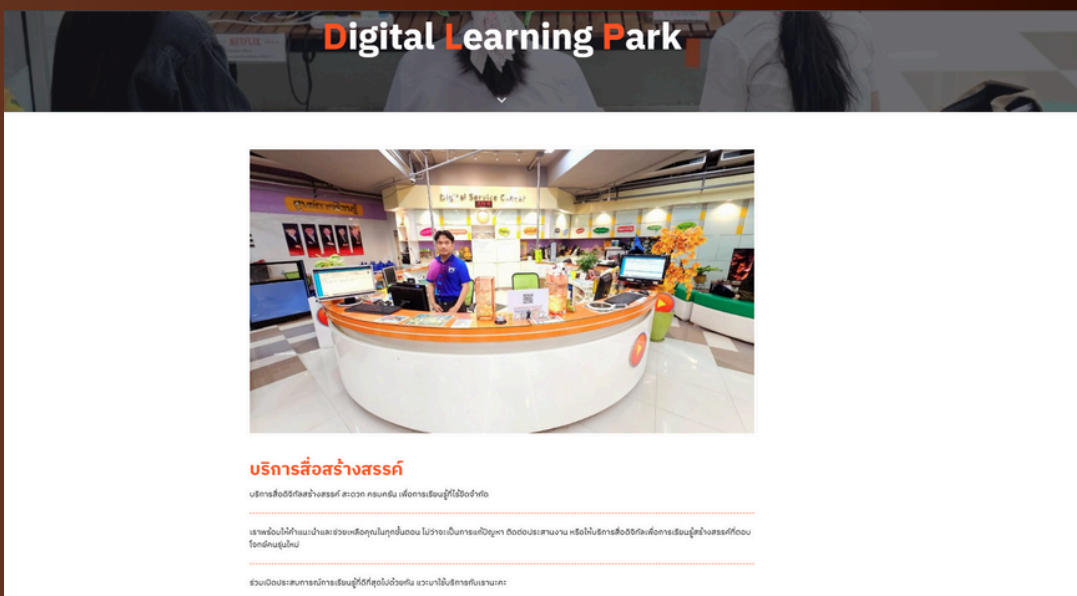 NETFLIX
Digital Learning Park
Digital Service Center
บริการสื่อสร้างสรรค์
บริการสื่อดิจิทัลสร้างสรรค์ สะดวก ครบครัน เพื่อการเรียนรู้ที่ไร้ขีดจำกัด
เราพร้อมให้คำแนะนำและช่วยเหลือคุณในทุกขั้นตอน ไม่ว่าจะเป็นการแก้ปัญหา ติดต่อประสานงาน หรือให้บริการสื่อดิจิทัลเพื่อการเรียนรู้สร้างสรรค์ที่ตอบ
โจทย์คนรุ่นใหม่
ร่วมเปิดประสบการณ์การเรียนรู้ที่ดีที่สุดไปด้วยกัน แวะมาใช้บริการกับเรานะคะ